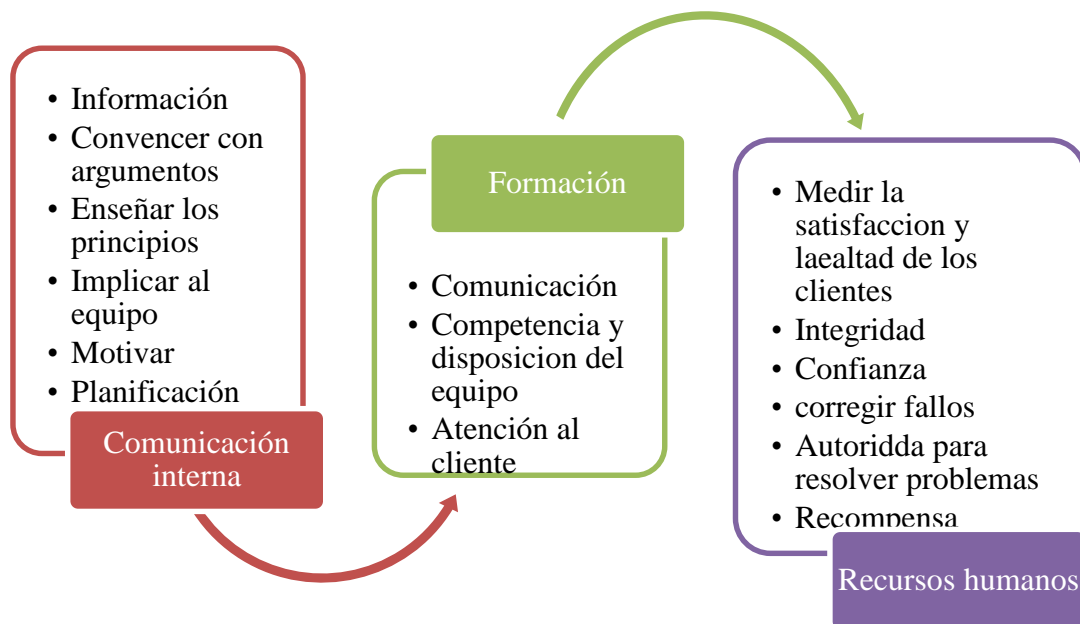 • Información
• Convencer con
argumentos
• Enseñar los
principios
• Implicar al
equipo
• Motivar
• Planificación
Comunicación
interna
Formación
• Comunicación
• Competencia y
disposicion del
equipo
• Atención al
cliente
• Medir la
satisfaccion y
laealtad de los
clientes
• Integridad
• Confianza
• corregir fallos
• Autoridda para
resolver problemas
• Recompensa
Recursos humanos